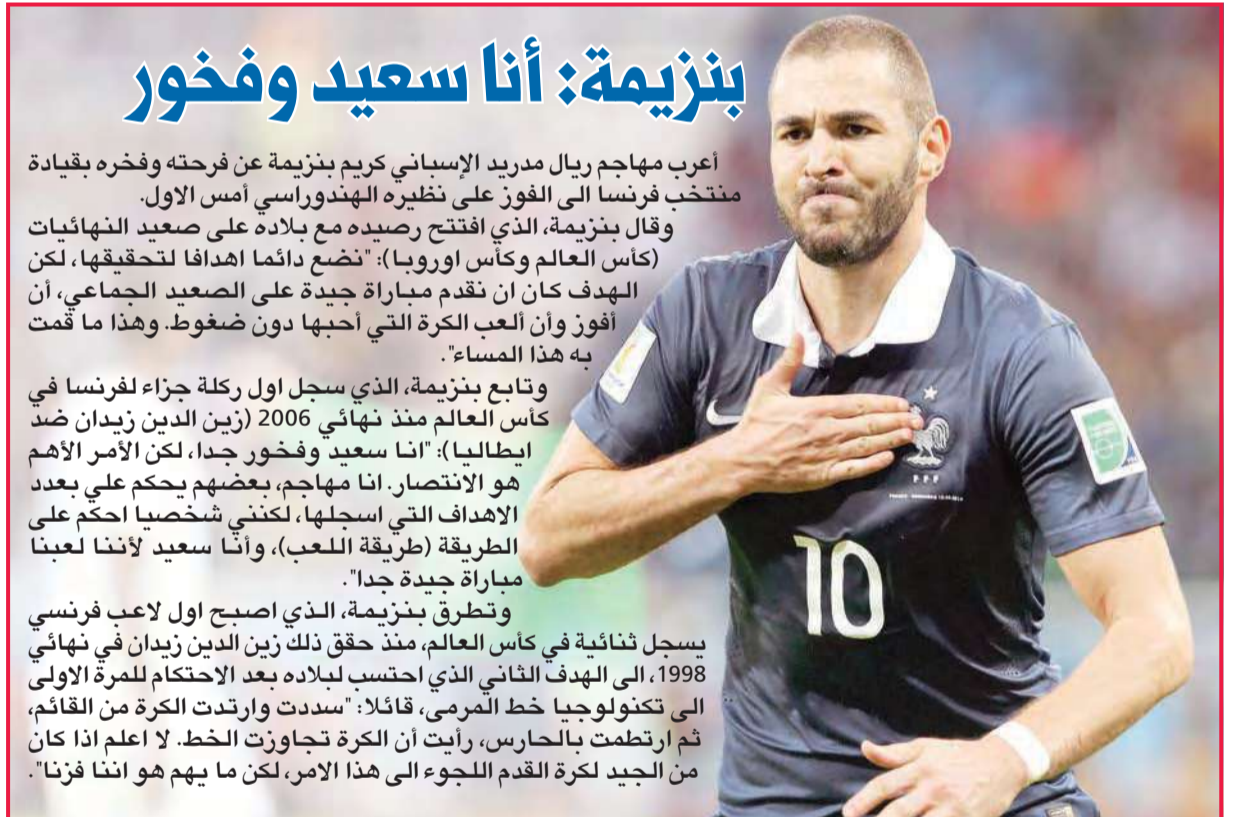 بنزيمة: أنا سعيد وفخور
أعرب مهاجم ريال مدريد الإسباني كريم بنزيمة عن فرحته وفخره بقيادة
منتخب فرنسا الى الفوز على نظيره الهندوراسي أمس الاول.
وقال بنزيمة، الذي افتتح رصيده مع بلاده على صعيد النهائيات
(كأس العالم وكأس اوروبا): "نضع دائما اهدافا لتحقيقها، لكن
الهدف كان ان نقدم مباراة جيدة على الصعيد الجماعي، أن
أفوز وأن ألعب الكرة التي أحبها دون ضغوط. وهذا ما قمت
به هذا المساء".
وتابع بنزيمة، الذي سجل اول ركلة جزاء لفرنسا في
كأس العالم منذ نهائي 2006 (زين الدين زيدان ضد
ايطاليا): "انا سعيد وفخور جدا، لكن الأمر الأهم
هو الانتصار. انا مهاجم، بعضهم يحكم علي بعدد
الاهداف التي اسجلها، لكنني شخصيا احكم على
الطريقة (طريقة اللعب)، وأنا سعيد لأننا لعبنا
مباراة جيدة جدا".
وتطرق بنزيمة، الذي اصبح اول لاعب فرنسي
يسجل ثنائية في كأس العالم، منذ حقق ذلك زين الدين زيدان في نهائي
1998، الى الهدف الثاني الذي احتسب لبلاده بعد الاحتكام للمرة الاولى
الى تكنولوجيا خط المرمى، قائلا: "سددت وارتدت الكرة من القائم،
ثم ارتطمت بالحارس، رأيت أن الكرة تجاوزت الخط. لا اعلم اذا كان
من الجيد لكرة القدم اللجوء الى هذا الامر، لكن ما يهم هو اننا فزنا".
FFF
10